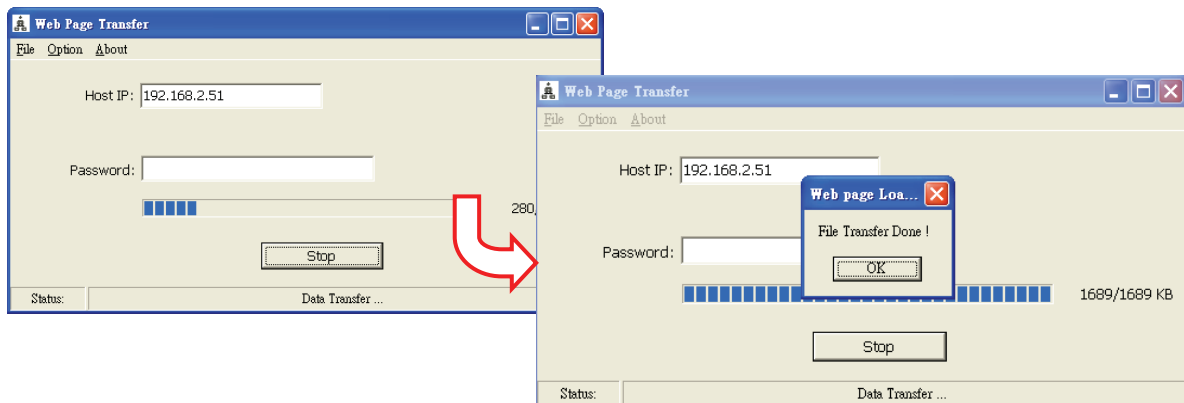 Web Page Transfer
File Option About
Host IP: 192.168.2.51
Password:
280,
Stop
Status: Data Transfer ...
Web Page Transfer
File Option About
Host IP: 192.168.2.51
Web page Loa...
File Transfer Done !
OK
Password:
1689/1689 KB
Stop
Status: Data Transfer ...